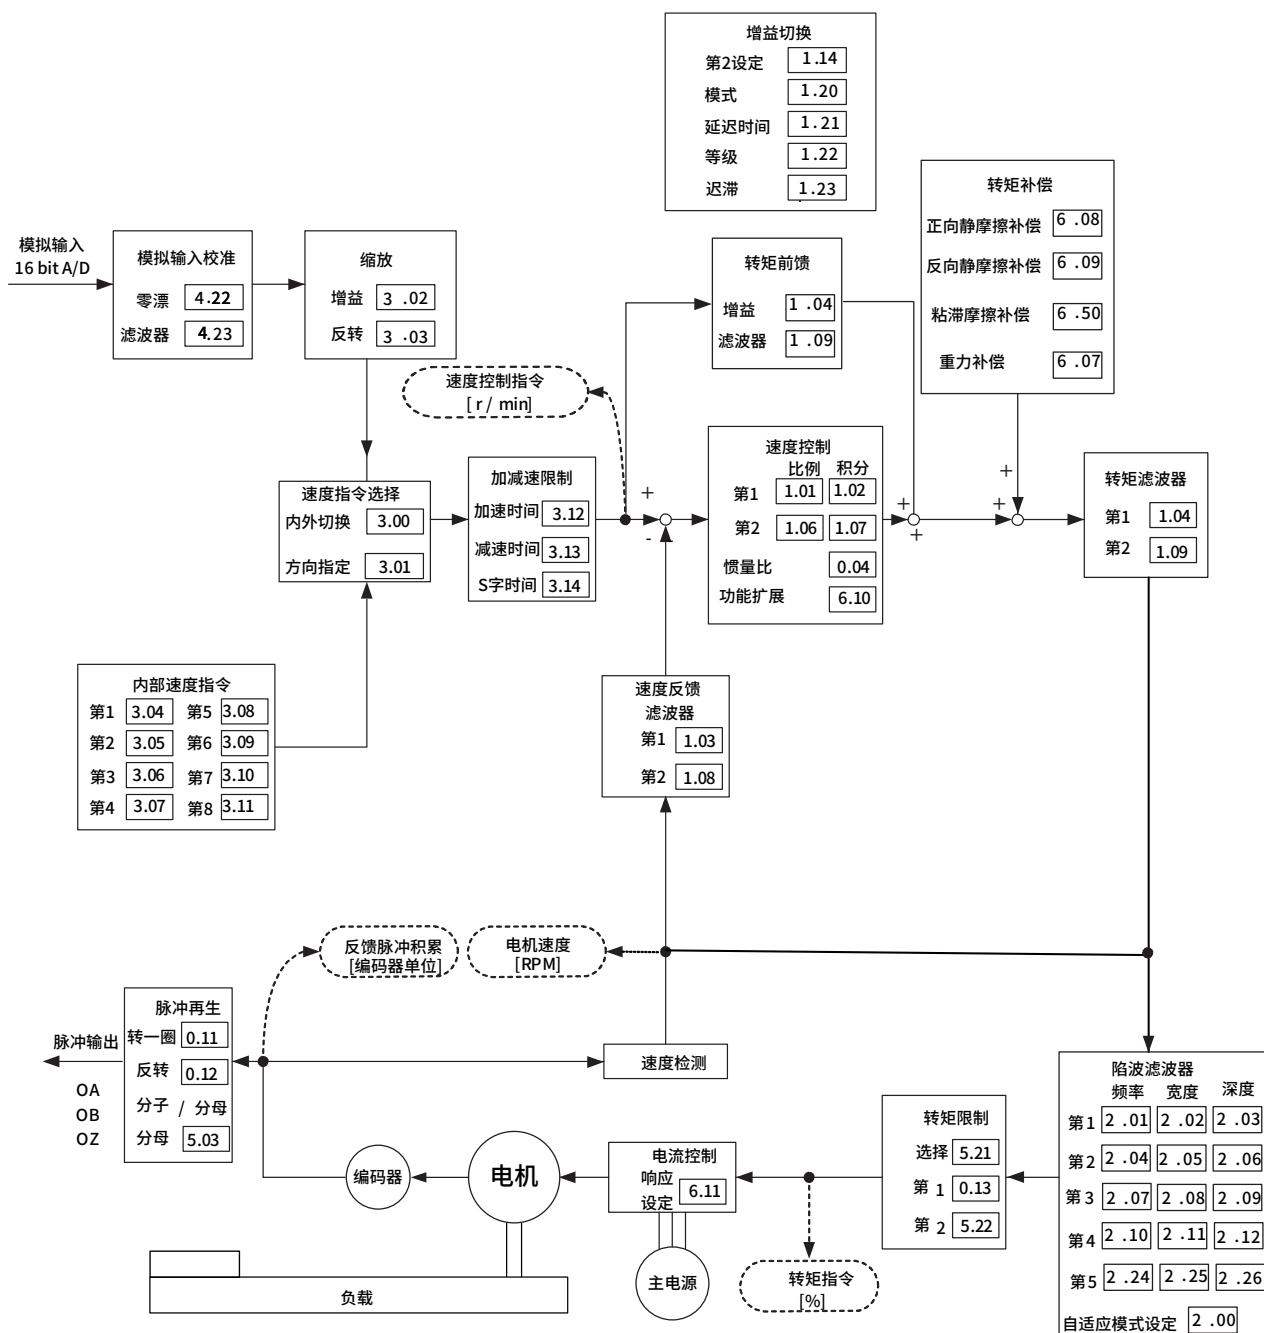 增益切换
第2设定 1.14
模式 1.20
延迟时间 1.21
等级 1.22
迟滞 1.23
转矩补偿
正向静摩擦补偿 6.08
反向静摩擦补偿 6.09
粘滞摩擦补偿 6.50
重力补偿 6.07
模拟输入
16 bit A/D
模拟输入校准
零漂 4.22
滤波器 4.23
缩放
增益 3.02
反转 3.03
转矩前馈
增益 1.04
滤波器 1.09
速度控制指令
[r/min]
速度指令选择
内外切换 3.00
方向指定 3.01
加减速限制
加速时间 3.12
减速时间 3.13
S字时间 3.14
+
-
速度控制
比例 积分
第1 1.01 1.02
第2 1.06 1.07
惯量比 0.04
功能扩展 6.10
+
+
+
+
转矩滤波器
第1 1.04
第2 1.09
内部速度指令
第1 3.04 第5 3.08
第2 3.05 第6 3.09
第3 3.06 第7 3.10
第4 3.07 第8 3.11
速度反馈
滤波器
第1 1.03
第2 1.08
反馈脉冲积累
[编码器单位]
电机速度
[RPM]
脉冲输出
OA
OB
OZ
脉冲再生
转一圈 0.11
反转 0.12
分子 / 分母
分母 5.03
速度检测
编码器
电机
电流控制
响应
设定 6.11
主电源
负载
转矩指令
[%]
转矩限制
选择 5.21
第1 0.13
第2 5.22
陷波滤波器
频率 宽度 深度
第1 2.01 2.02 2.03
第2 2.04 2.05 2.06
第3 2.07 2.08 2.09
第4 2.10 2.11 2.12
第5 2.24 2.25 2.26
自适应模式设定 2.00